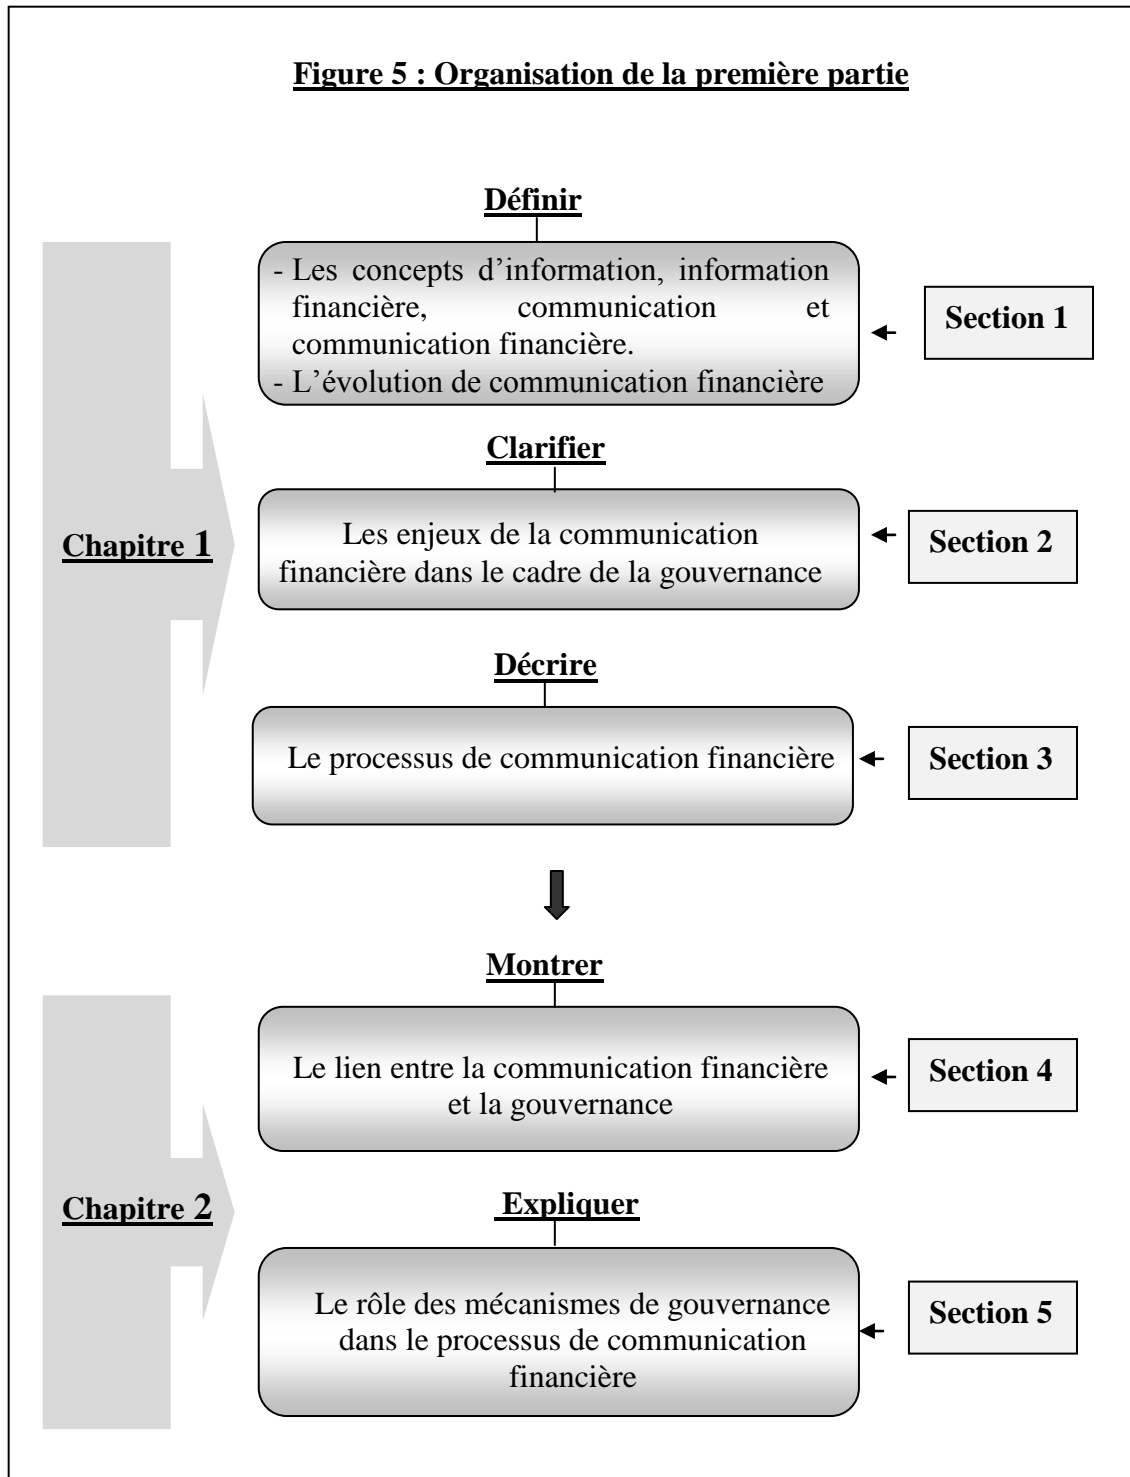 Figure 5 : Organisation de la première partie
Définir
- Les concepts d’information, information
financière, communication et
communication financière.
- L’évolution de communication financière
Section 1
Clarifier
Chapitre 1
Les enjeux de la communication
financière dans le cadre de la gouvernance
Section 2
Décrire
Le processus de communication financière
Section 3
Montrer
Le lien entre la communication financière
et la gouvernance
Section 4
Chapitre 2
Expliquer
Le rôle des mécanismes de gouvernance
dans le processus de communication
financière
Section 5